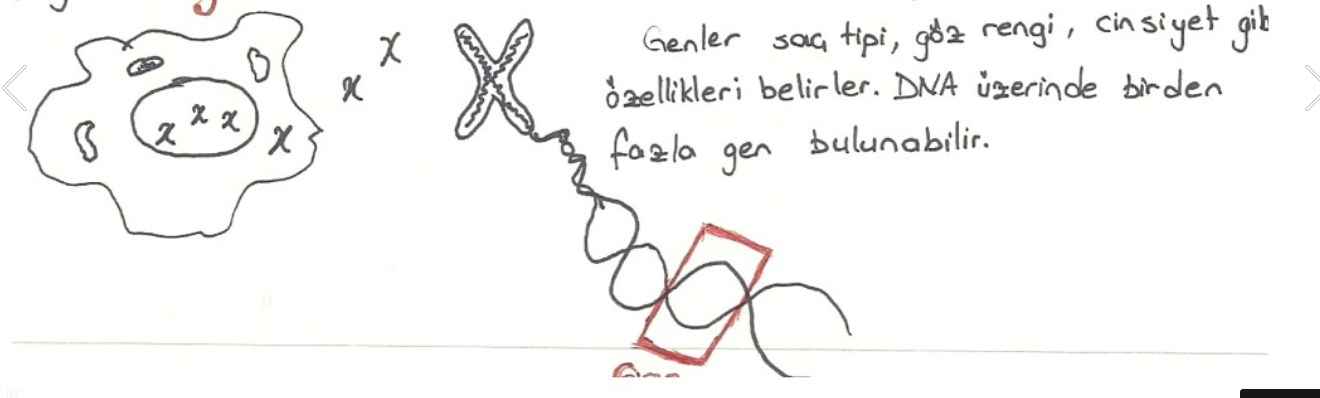 Genler saç tipi, göz rengi, cinsiyet gib
özellikleri belirler. DNA üzerinde birden
fazla gen bulunabilir.